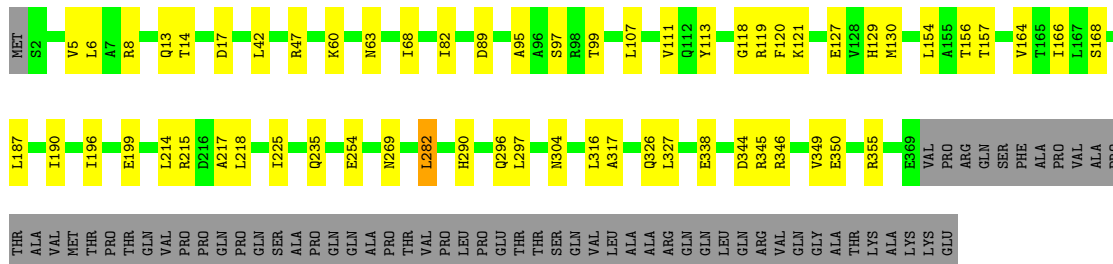 MET S2 V5 L6 A7 R8 Q13 T14 D17 L42 R47 K60 N63 I68 I82 D89 A95 A96 S97 R98 T99 L107 V111 Q112 Y113 G118 R119 F120 K121 E127 V128 H129 M130 L154 A155 T156 T157 V164 T165 I166 L167 S168
L187 I190 I196 E199 L214 R215 D216 A217 L218 I225 Q235 E254 N269 L282 H290 Q296 L297 N304 L316 A317 Q326 L327 E338 D344 R345 R346 V349 E350 R355 E369 VAL PRO ARG GLN SER PHE ALA PRO VAL ALA PRO
THR ALA VAL MET THR PRO THR GLN VAL PRO PRO GLN PRO GLN SER ALA PRO GLN GLN ALA PRO THR VAL PRO LEU PRO GLU THR THR SER GLN VAL LEU ALA ALA ARG GLN GLN LEU GLN ARG VAL GLN GLY ALA THR LYS ALA LYS LYS GLU